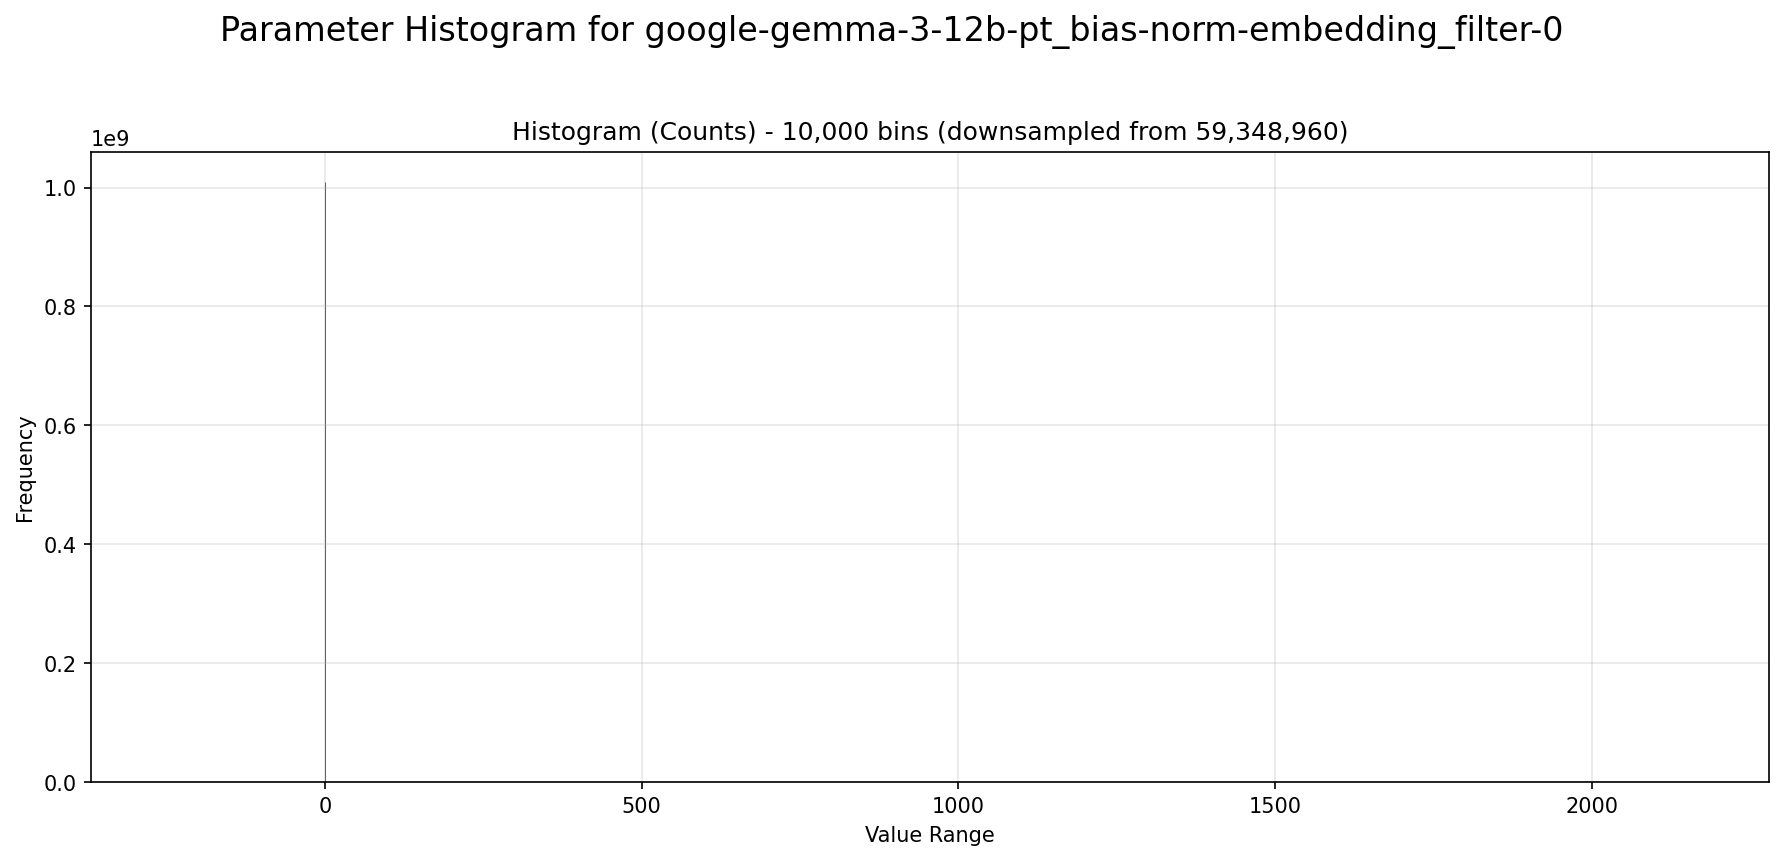 Parameter Histogram for google-gemma-3-12b-pt_bias-norm-embedding_filter-0
Histogram (Counts) - 10,000 bins (downsampled from 59,348,960)
1e9
1.0
0.8
0.6
0.4
0.2
0.0
Frequency
0 500 1000 1500 2000
Value Range